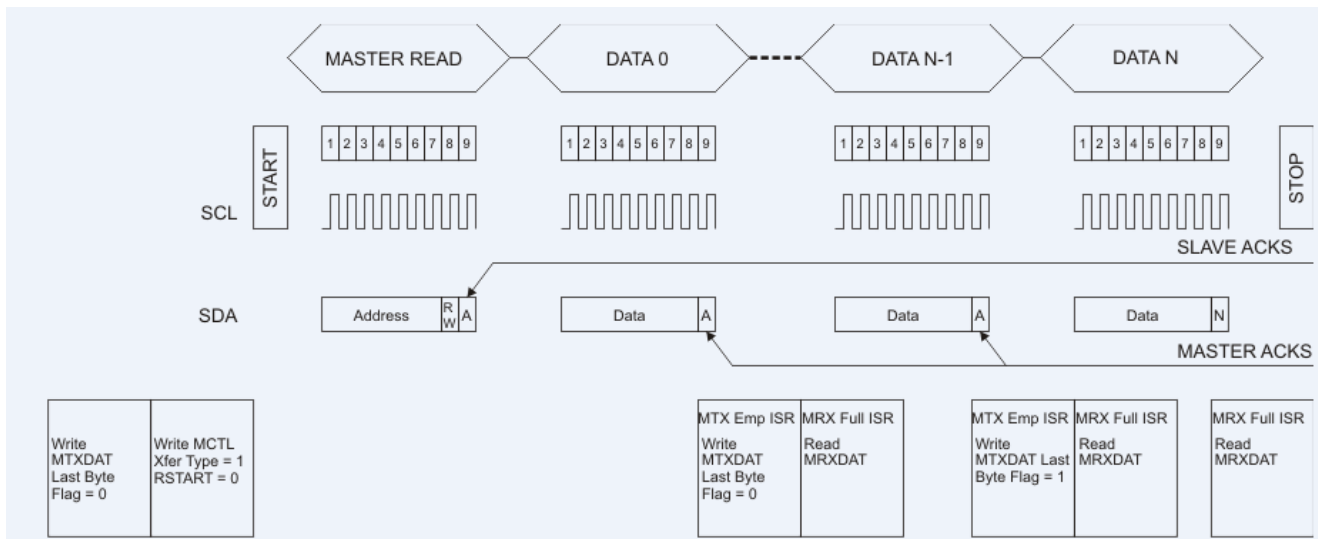 MASTER READ DATA 0 DATA N-1 DATA N
START
1 2 3 4 5 6 7 8 9 1 2 3 4 5 6 7 8 9 1 2 3 4 5 6 7 8 9 1 2 3 4 5 6 7 8 9
STOP
SCL
SLAVE ACKS
SDA
Address
R
W
A
Data
A
Data
A
Data
N
MASTER ACKS
Write
MTXDAT
Last Byte
Flag = 0
Write MCTL
Xfer Type = 1
RSTART = 0
MTX Emp ISR
Write
MTXDAT
Last Byte
Flag = 0
MRX Full ISR
Read
MRXDAT
MTX Emp ISR
Write
MTXDAT Last
Byte Flag = 1
MRX Full ISR
Read
MRXDAT
MRX Full ISR
Read
MRXDAT